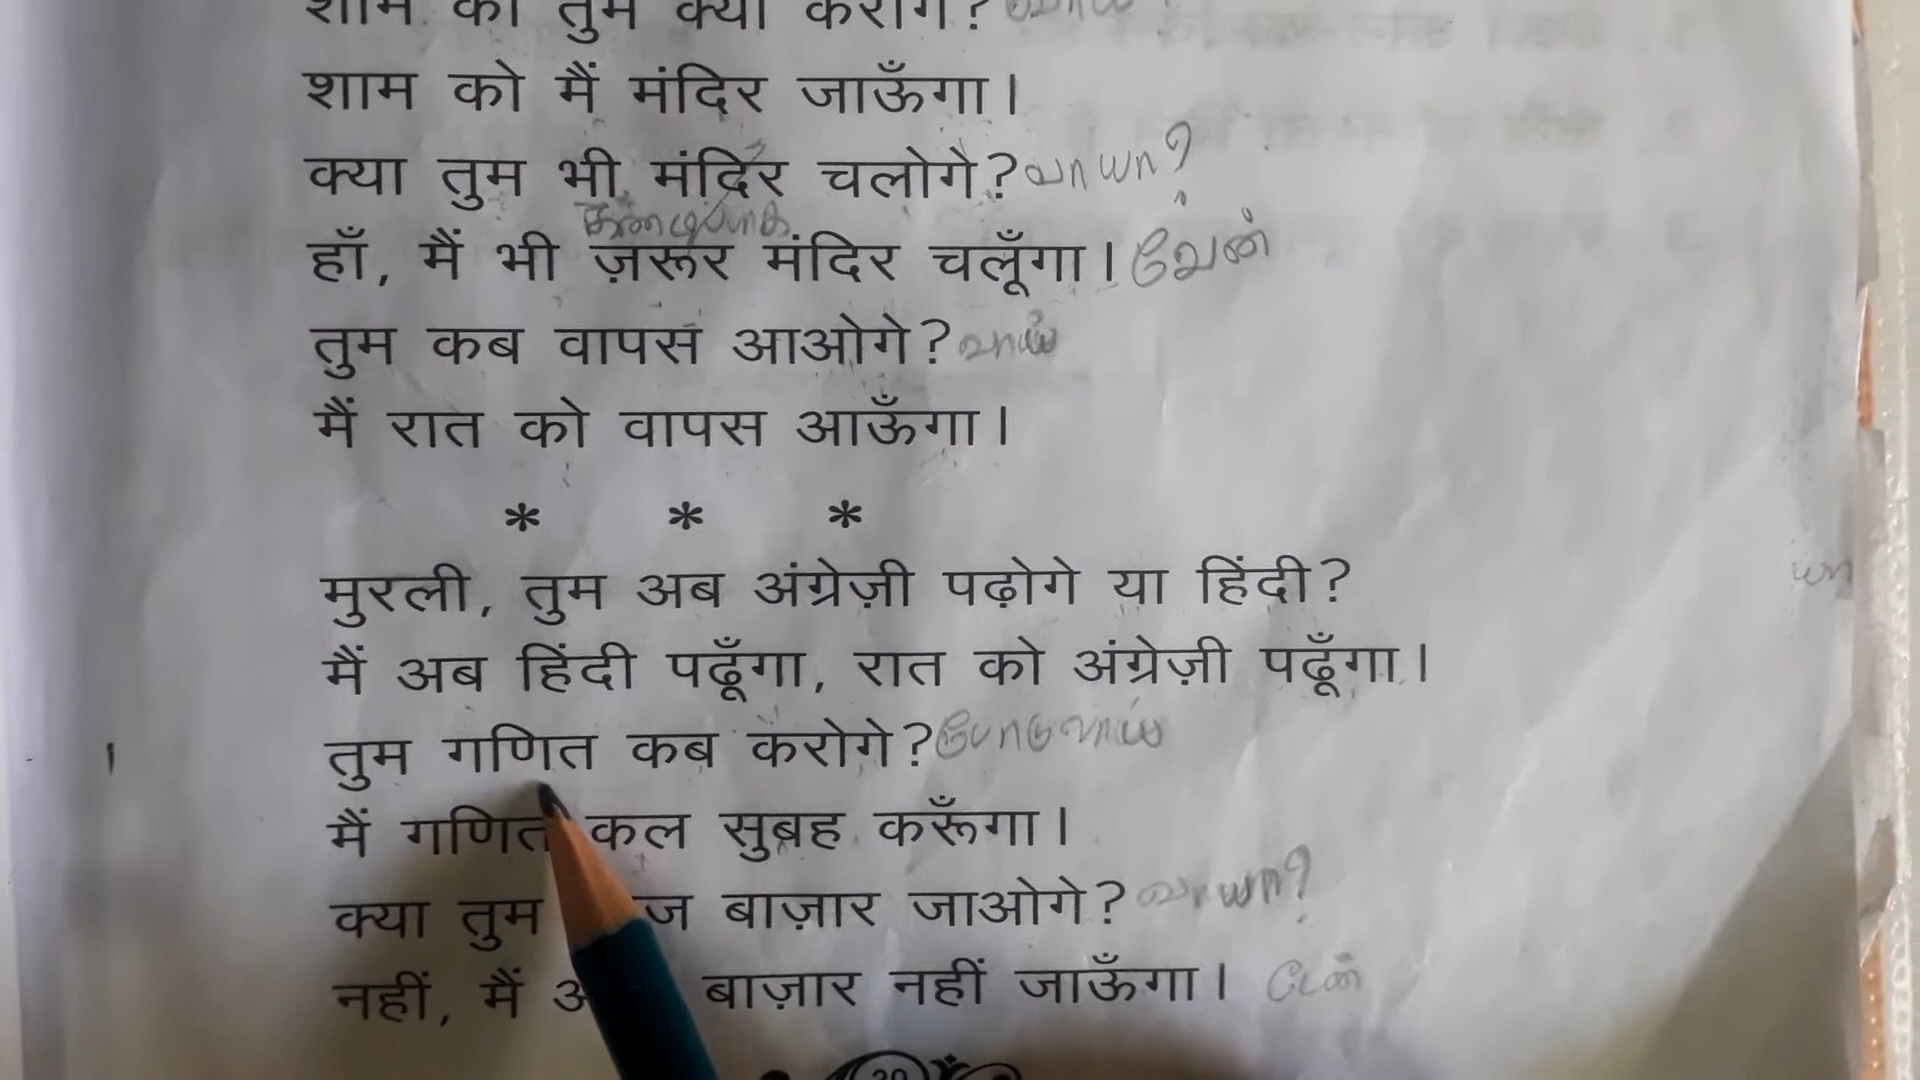 शाम को तुम क्या करोगे?
शाम को मैं मंदिर जाऊँगा।
क्या तुम भी मंदिर चलोगे? வாயா?
हाँ, मैं भी ज़रूर मंदिर चलूँगा। வேன்
तुम कब वापस आओगे? வாய்
मैं रात को वापस आऊँगा।
* * *
मुरली, तुम अब अंग्रेज़ी पढ़ोगे या हिंदी?
मैं अब हिंदी पढूँगा, रात को अंग्रेज़ी पढूँगा।
तुम गणित कब करोगे?
मैं गणित कल सुबह करूँगा।
क्या तुम ज बाज़ार जाओगे? வாயா?
नहीं, मैं बाज़ार नहीं जाऊँगा।